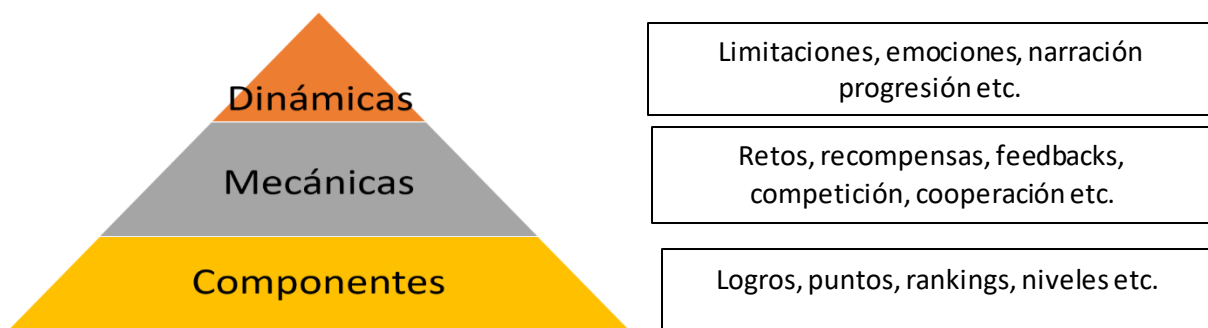 Dinámicas
Limitaciones, emociones, narración
progresión etc.
Mecánicas
Retos, recompensas, feedbacks,
competición, cooperación etc.
Componentes
Logros, puntos, rankings, niveles etc.